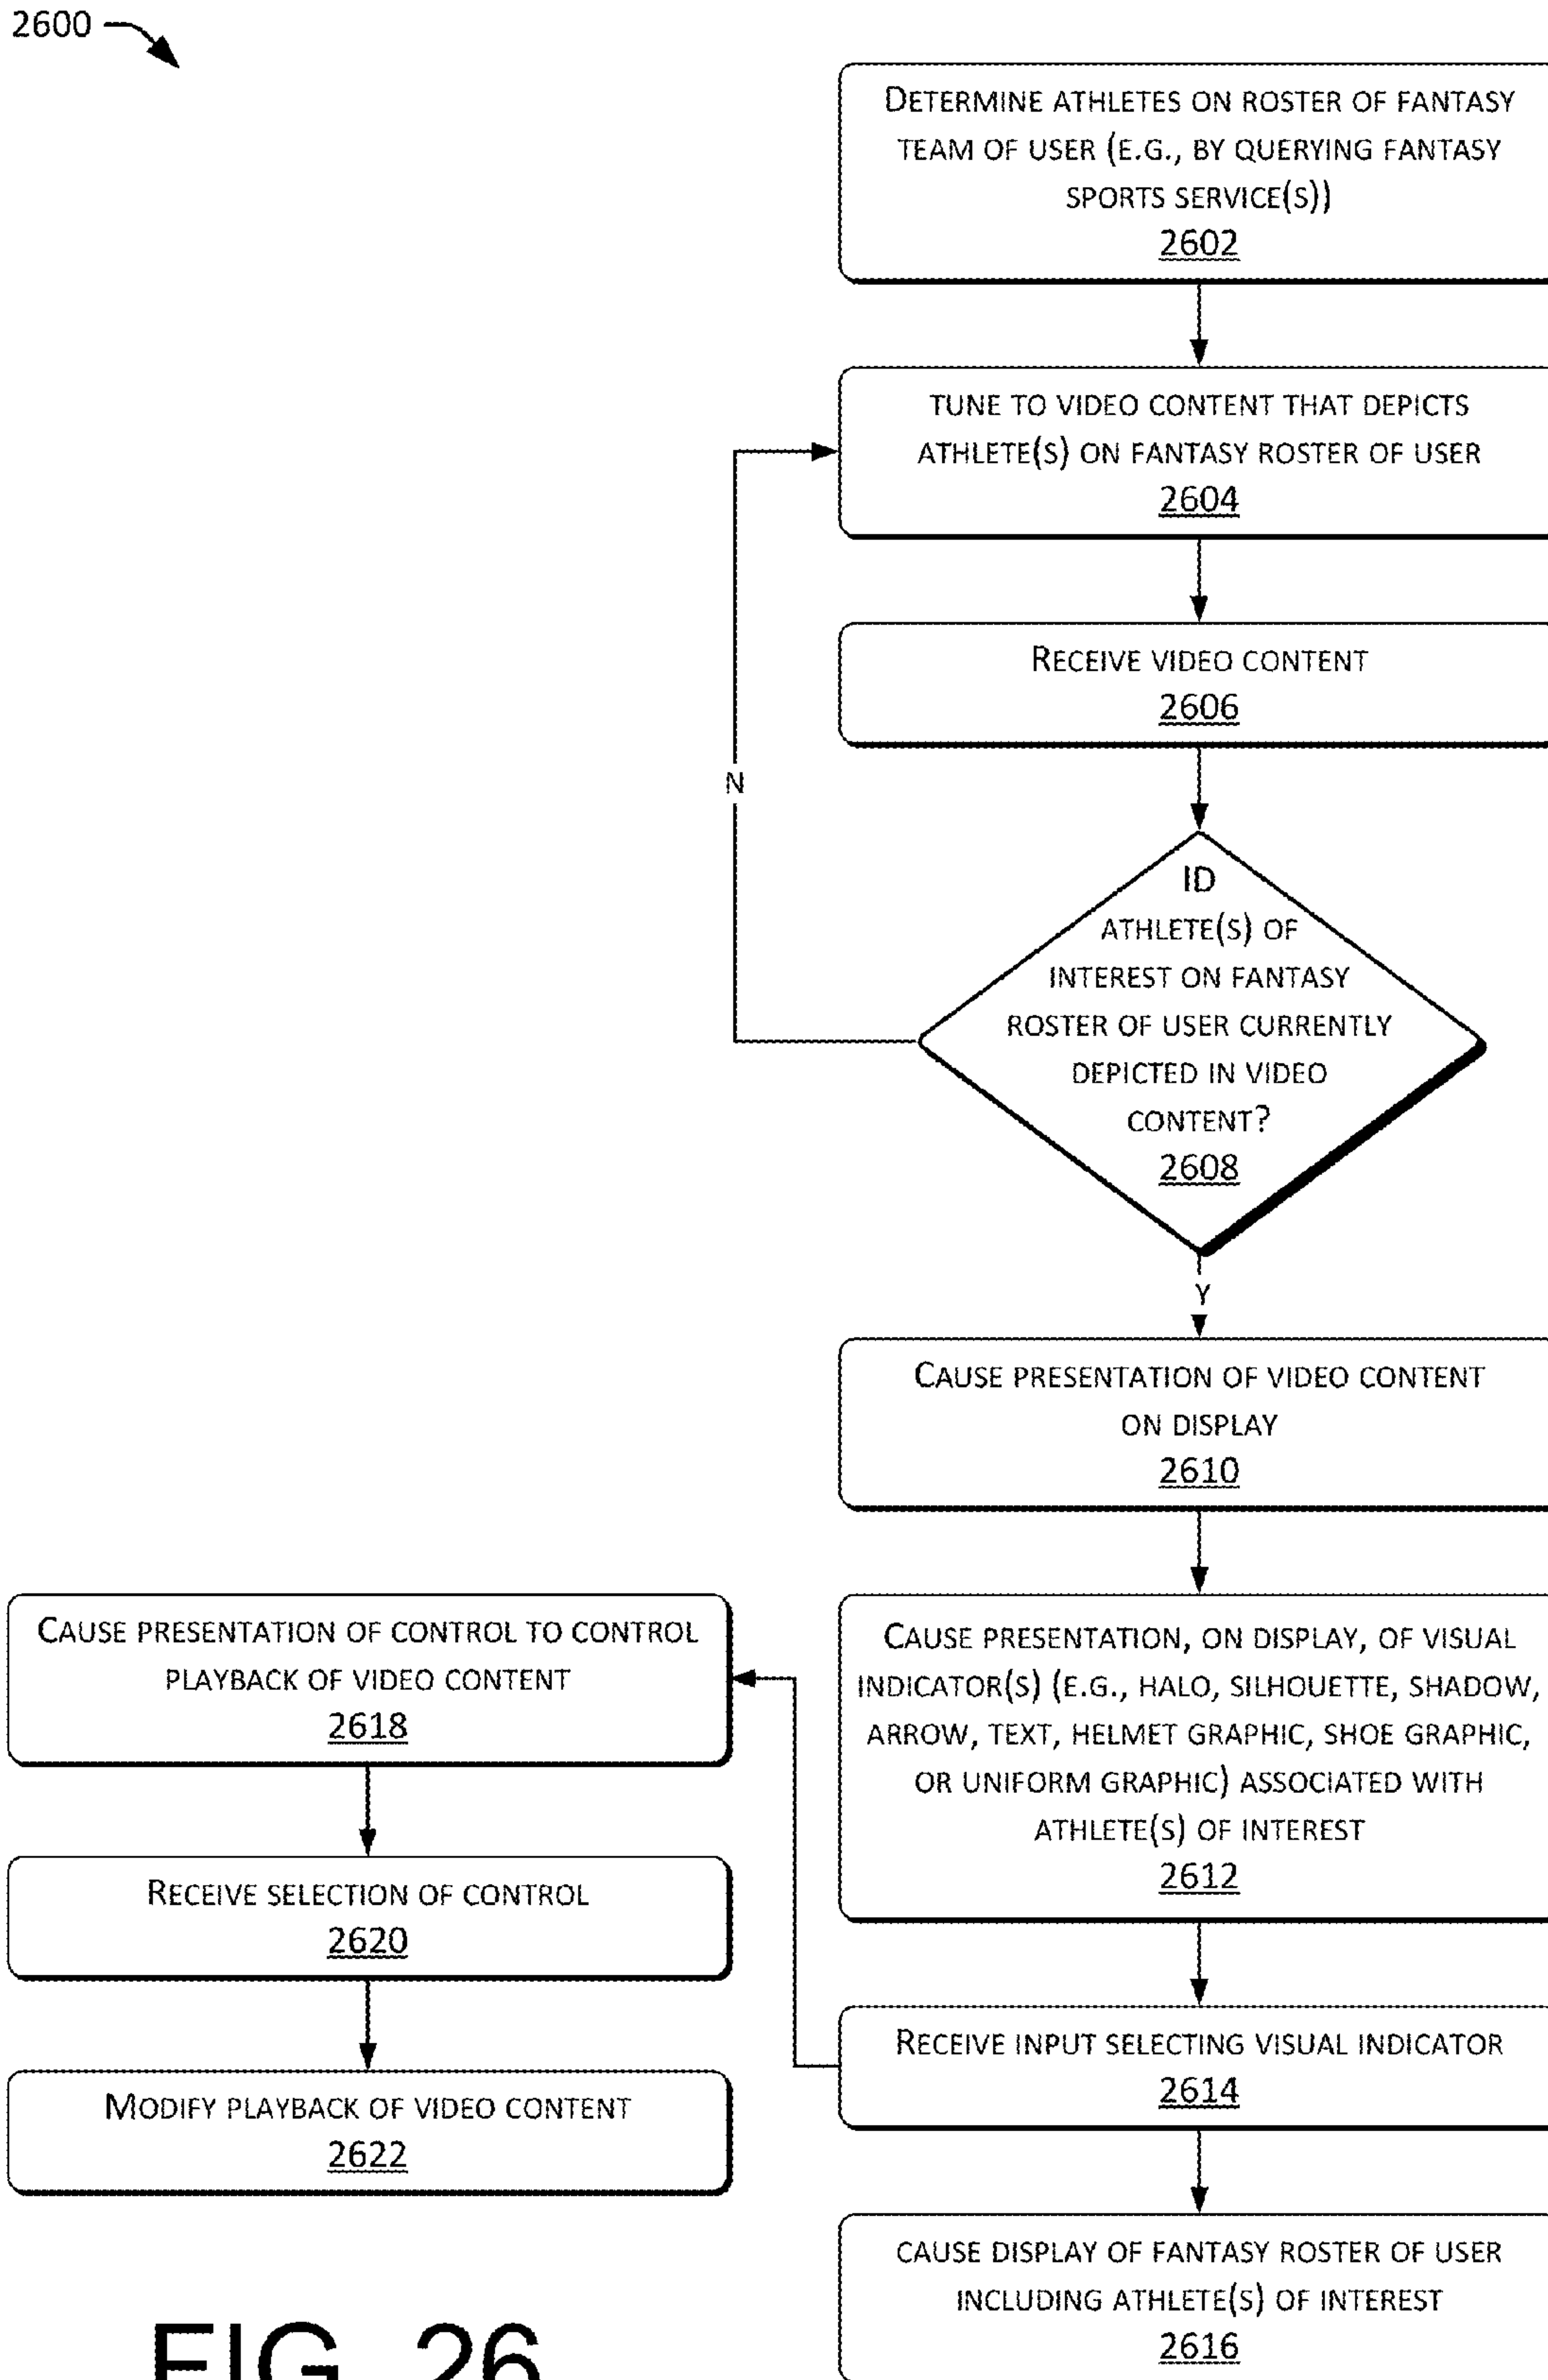 2600
DETERMINE ATHLETES ON ROSTER OF FANTASY
TEAM OF USER (E.G., BY QUERYING FANTASY
SPORTS SERVICE(S))
2602
TUNE TO VIDEO CONTENT THAT DEPICTS
ATHLETE(S) ON FANTASY ROSTER OF USER
2604
RECEIVE VIDEO CONTENT
2606
N
ID
ATHLETE(S) OF
INTEREST ON FANTASY
ROSTER OF USER CURRENTLY
DEPICTED IN VIDEO
CONTENT?
2608
Y
CAUSE PRESENTATION OF VIDEO CONTENT
ON DISPLAY
2610
CAUSE PRESENTATION, ON DISPLAY, OF VISUAL
INDICATOR(S) (E.G., HALO, SILHOUETTE, SHADOW,
ARROW, TEXT, HELMET GRAPHIC, SHOE GRAPHIC,
OR UNIFORM GRAPHIC) ASSOCIATED WITH
ATHLETE(S) OF INTEREST
2612
RECEIVE INPUT SELECTING VISUAL INDICATOR
2614
CAUSE DISPLAY OF FANTASY ROSTER OF USER
INCLUDING ATHLETE(S) OF INTEREST
2616
CAUSE PRESENTATION OF CONTROL TO CONTROL
PLAYBACK OF VIDEO CONTENT
2618
RECEIVE SELECTION OF CONTROL
2620
MODIFY PLAYBACK OF VIDEO CONTENT
2622
FIG. 26